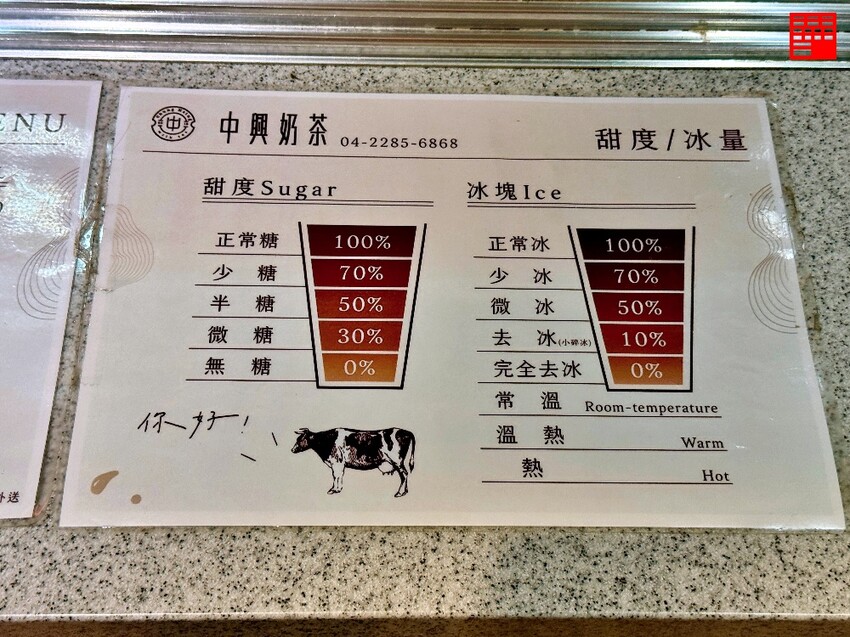 ENU
外送
中
中興奶茶 04-2285-6868
甜度/冰量
甜度Sugar
正常糖 100%
少糖 70%
半糖 50%
微糖 30%
無糖 0%
冰塊Ice
正常冰 100%
少冰 70%
微冰 50%
去冰(小碎冰) 10%
完全去冰 0%
常溫 Room-temperature
溫熱 Warm
熱 Hot
你好!